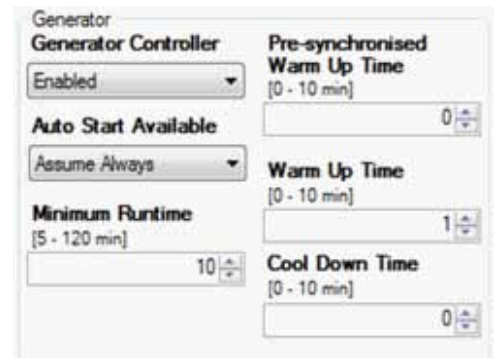 Generator
Generator Controller
Enabled
Auto Start Available
Assume Always
Minimum Runtime
[5 - 120 min]
10
Pre-synchronised
Warm Up Time
[0 - 10 min]
0
Warm Up Time
[0 - 10 min]
1
Cool Down Time
[0 - 10 min]
0